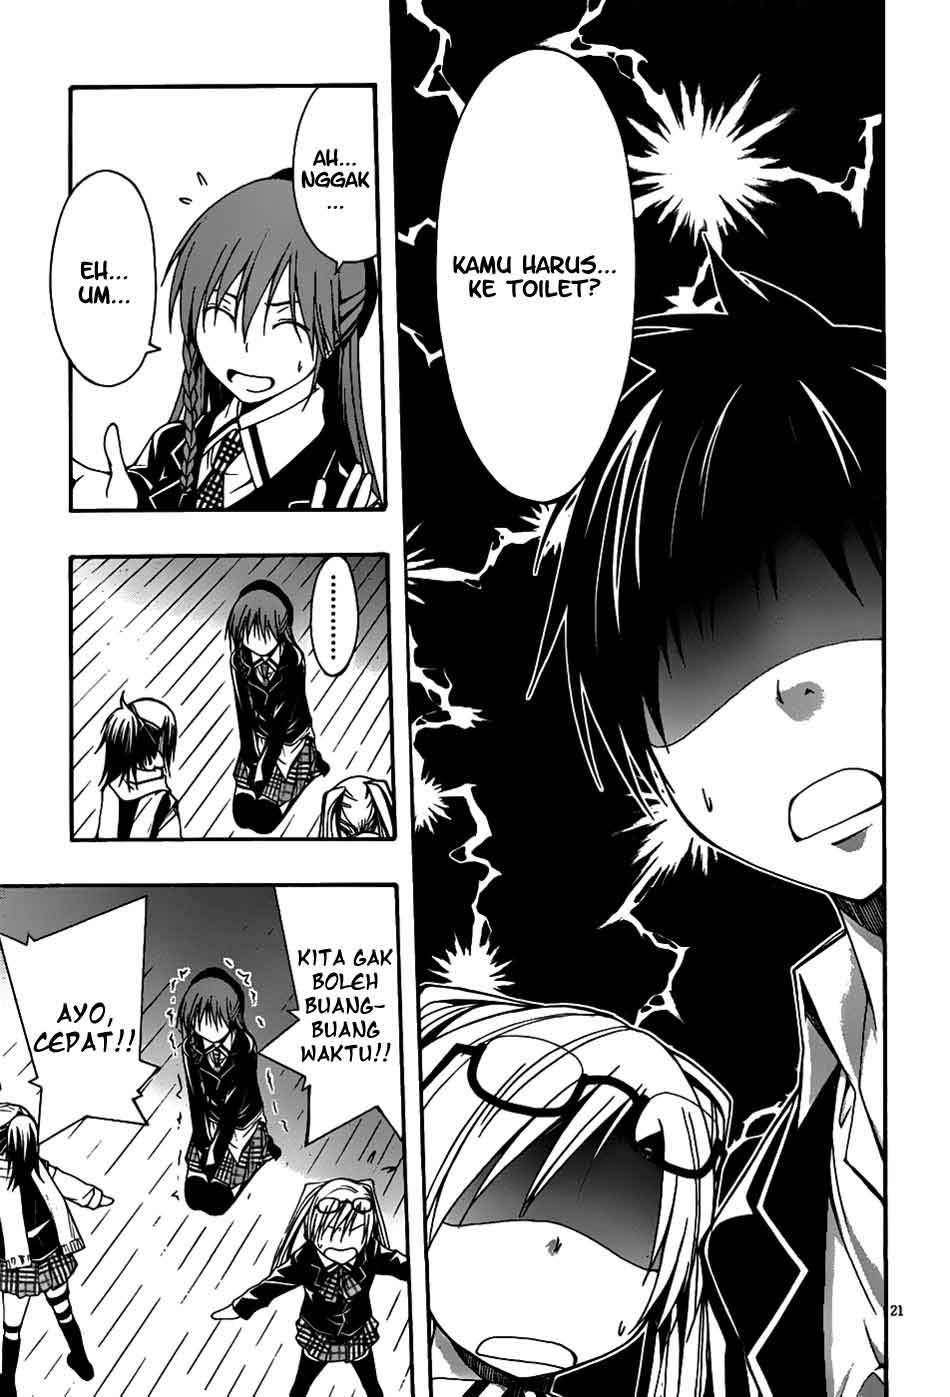 KAMU HARUS...
KE TOILET?
AH...
NGGAK
...
EH...
UM...
.........
KITA GAK
BOLEH
BUANG-
BUANG
WAKTU!!
AYO,
CEPAT!!
21